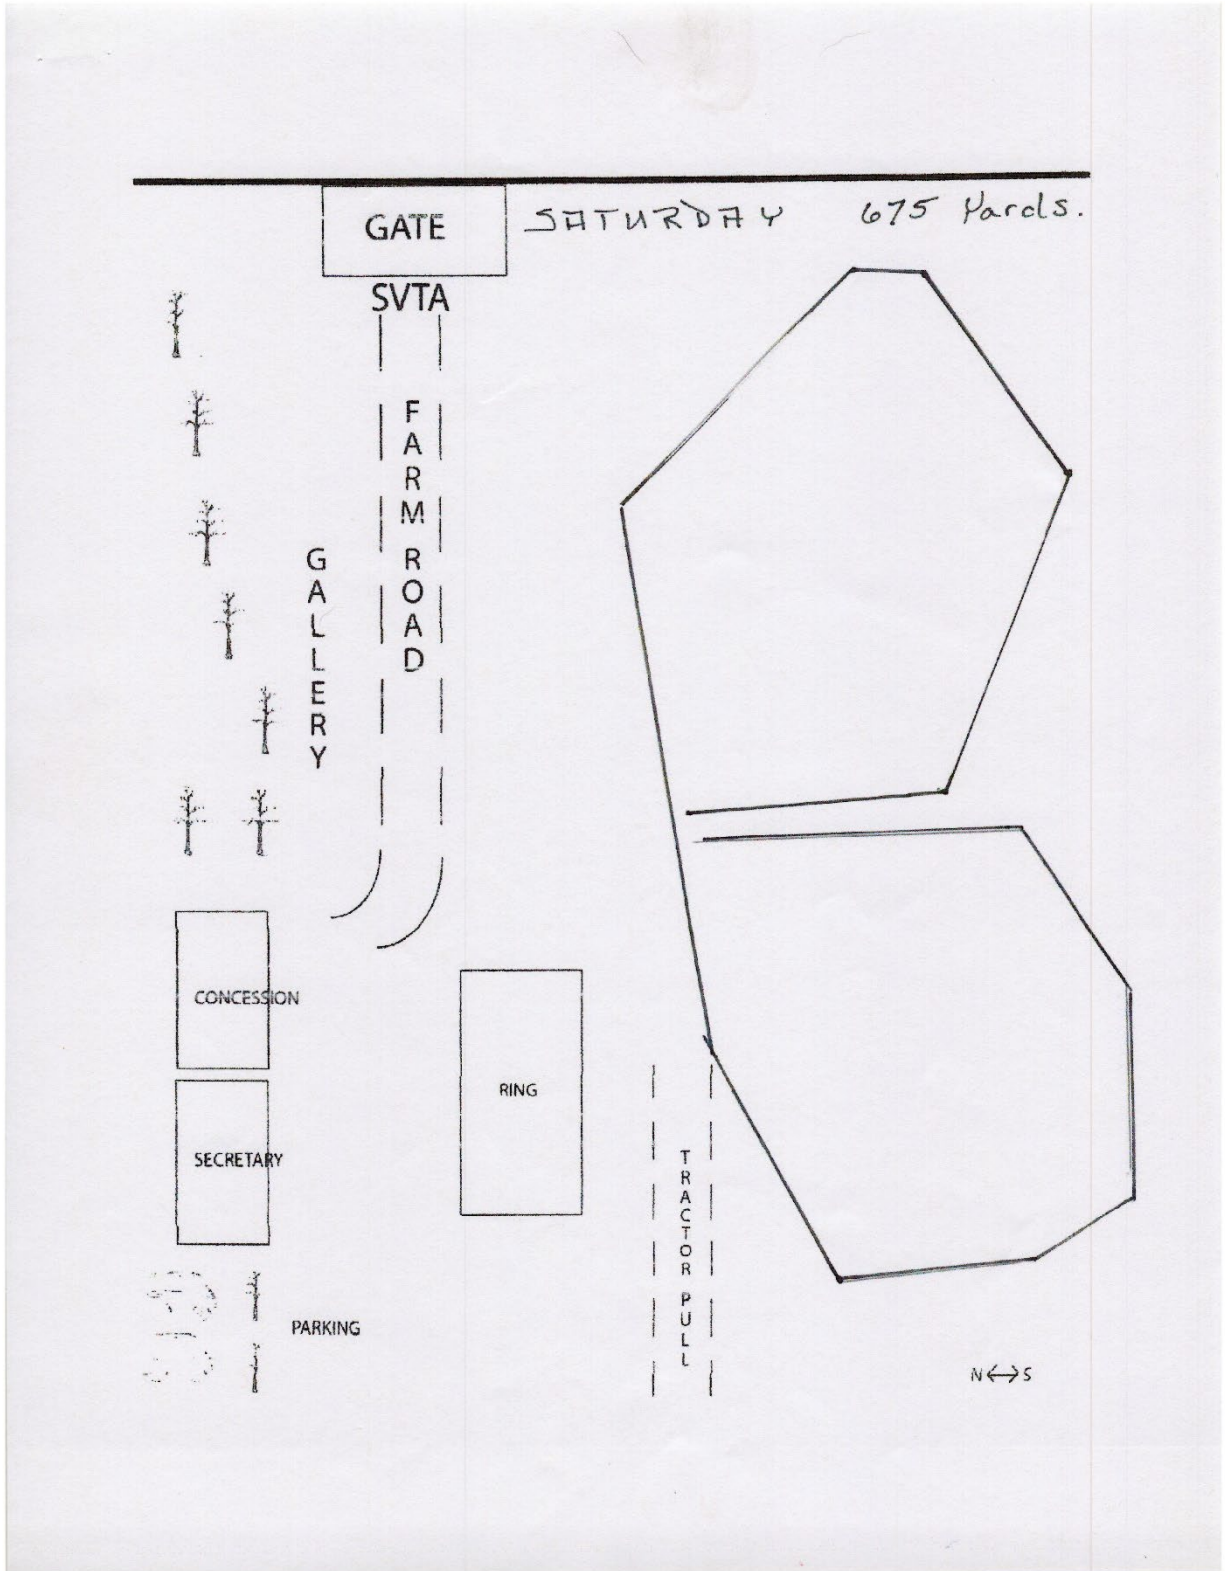 GATE
SATURDAY 675 Yards.
SVTA
FARM ROAD
GALLERY
CONCESSION
RING
SECRETARY
TRACTOR PULL
PARKING
N↔S